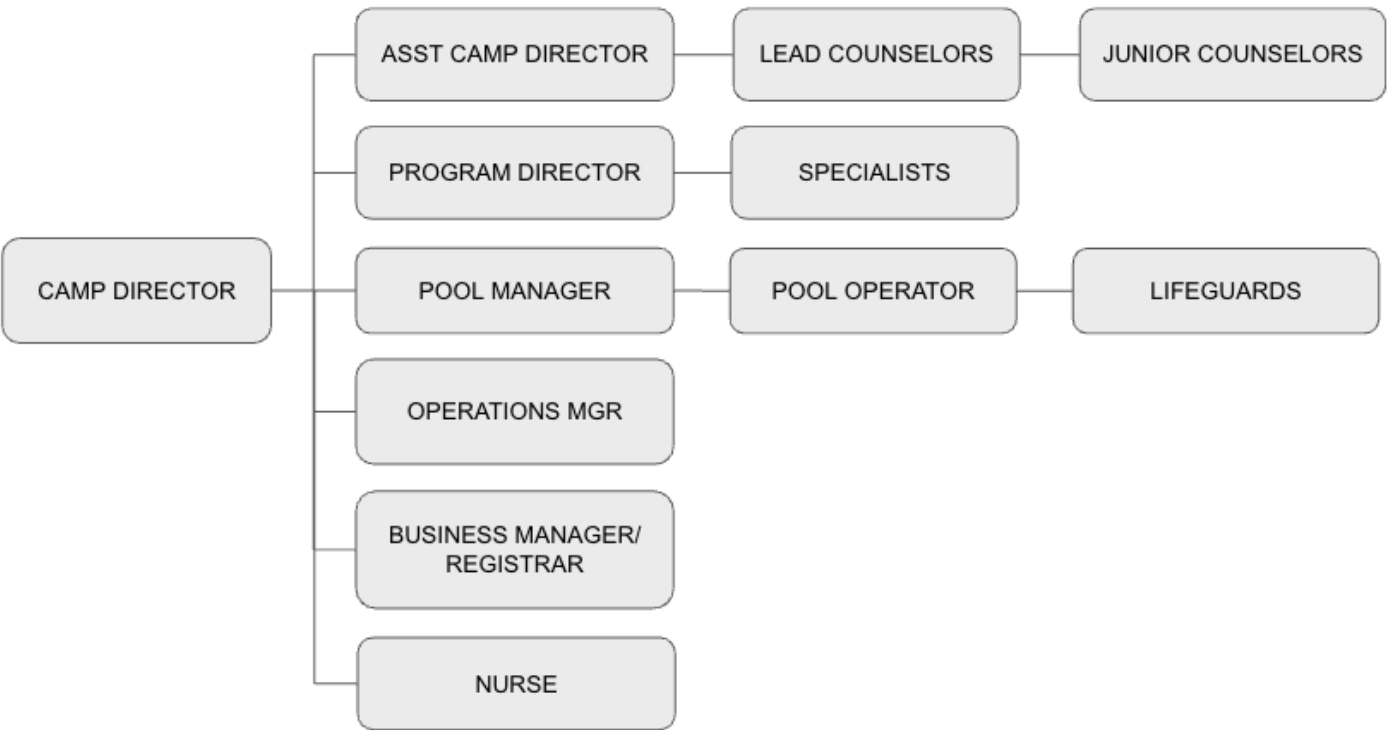 ASST CAMP DIRECTOR
LEAD COUNSELORS
JUNIOR COUNSELORS
PROGRAM DIRECTOR
SPECIALISTS
CAMP DIRECTOR
POOL MANAGER
POOL OPERATOR
LIFEGUARDS
OPERATIONS MGR
BUSINESS MANAGER/
REGISTRAR
NURSE